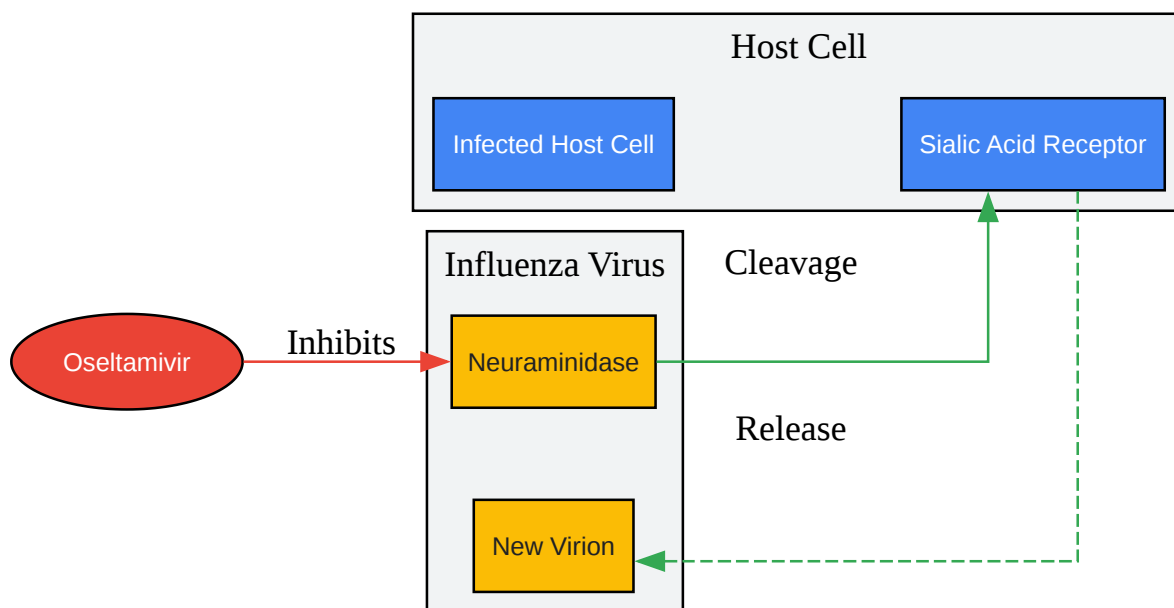 Host Cell
Infected Host Cell
Sialic Acid Receptor
Influenza Virus
Cleavage
Oseltamivir
Inhibits
Neuraminidase
Release
New Virion